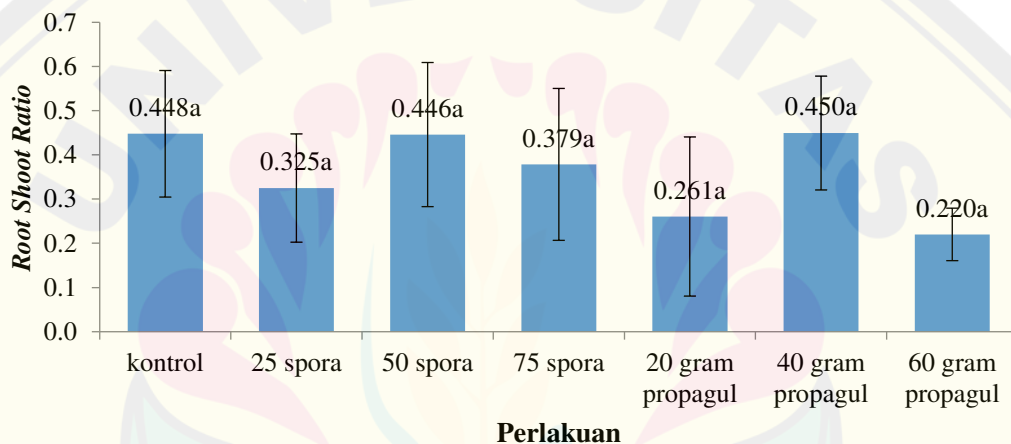 Root Shoot Ratio
0.7
0.6
0.5
0.4
0.3
0.2
0.1
0.0
0.448a
0.325a
0.446a
0.379a
0.261a
0.450a
0.220a
kontrol
25 spora
50 spora
75 spora
20 gram
propagul
40 gram
propagul
60 gram
propagul
Perlakuan
UNIVERSITAS